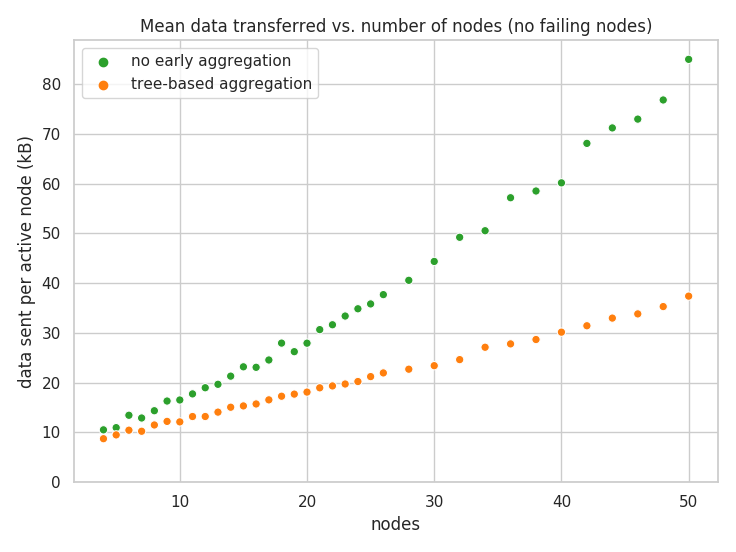 Mean data transferred vs. number of nodes (no failing nodes)
no early aggregation
tree-based aggregation
data sent per active node (kB)
80
70
60
50
40
30
20
10
0
10 20 30 40 50
nodes